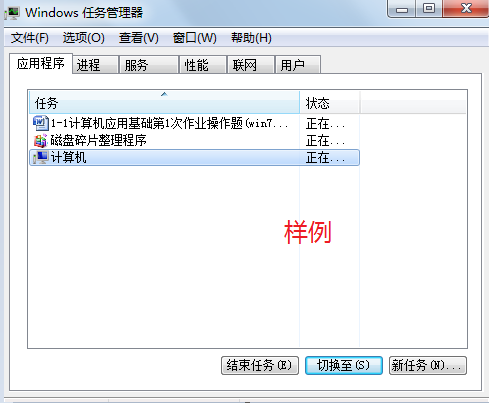 Windows 任务管理器
文件(F) 选项(O) 查看(V) 窗口(W) 帮助(H)
应用程序 进程 服务 性能 联网 用户
任务 状态
1-1计算机应用基础第1次作业操作题(win7... 正在...
磁盘碎片整理程序 正在...
计算机 正在...
样例
结束任务(E) 切换至(S) 新任务(N)...